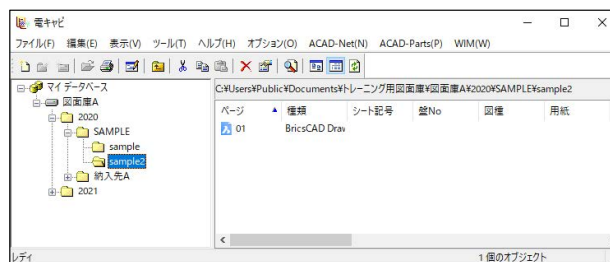 電キャビ
ファイル(F) 編集(E) 表示(V) ツール(T) ヘルプ(H) オプション(O) ACAD-Net(N) ACAD-Parts(P) WIM(W)
マイデータベース
図面庫A
2020
SAMPLE
sample
sample2
納入先A
2021
C:¥Users¥Public¥Documents¥トレーニング用図面庫¥図面庫A¥2020¥SAMPLE¥sample2
ページ 種類 シート記号 盤No 図種 用紙
01 BricsCAD Draw
レディ 1 個のオブジェクト